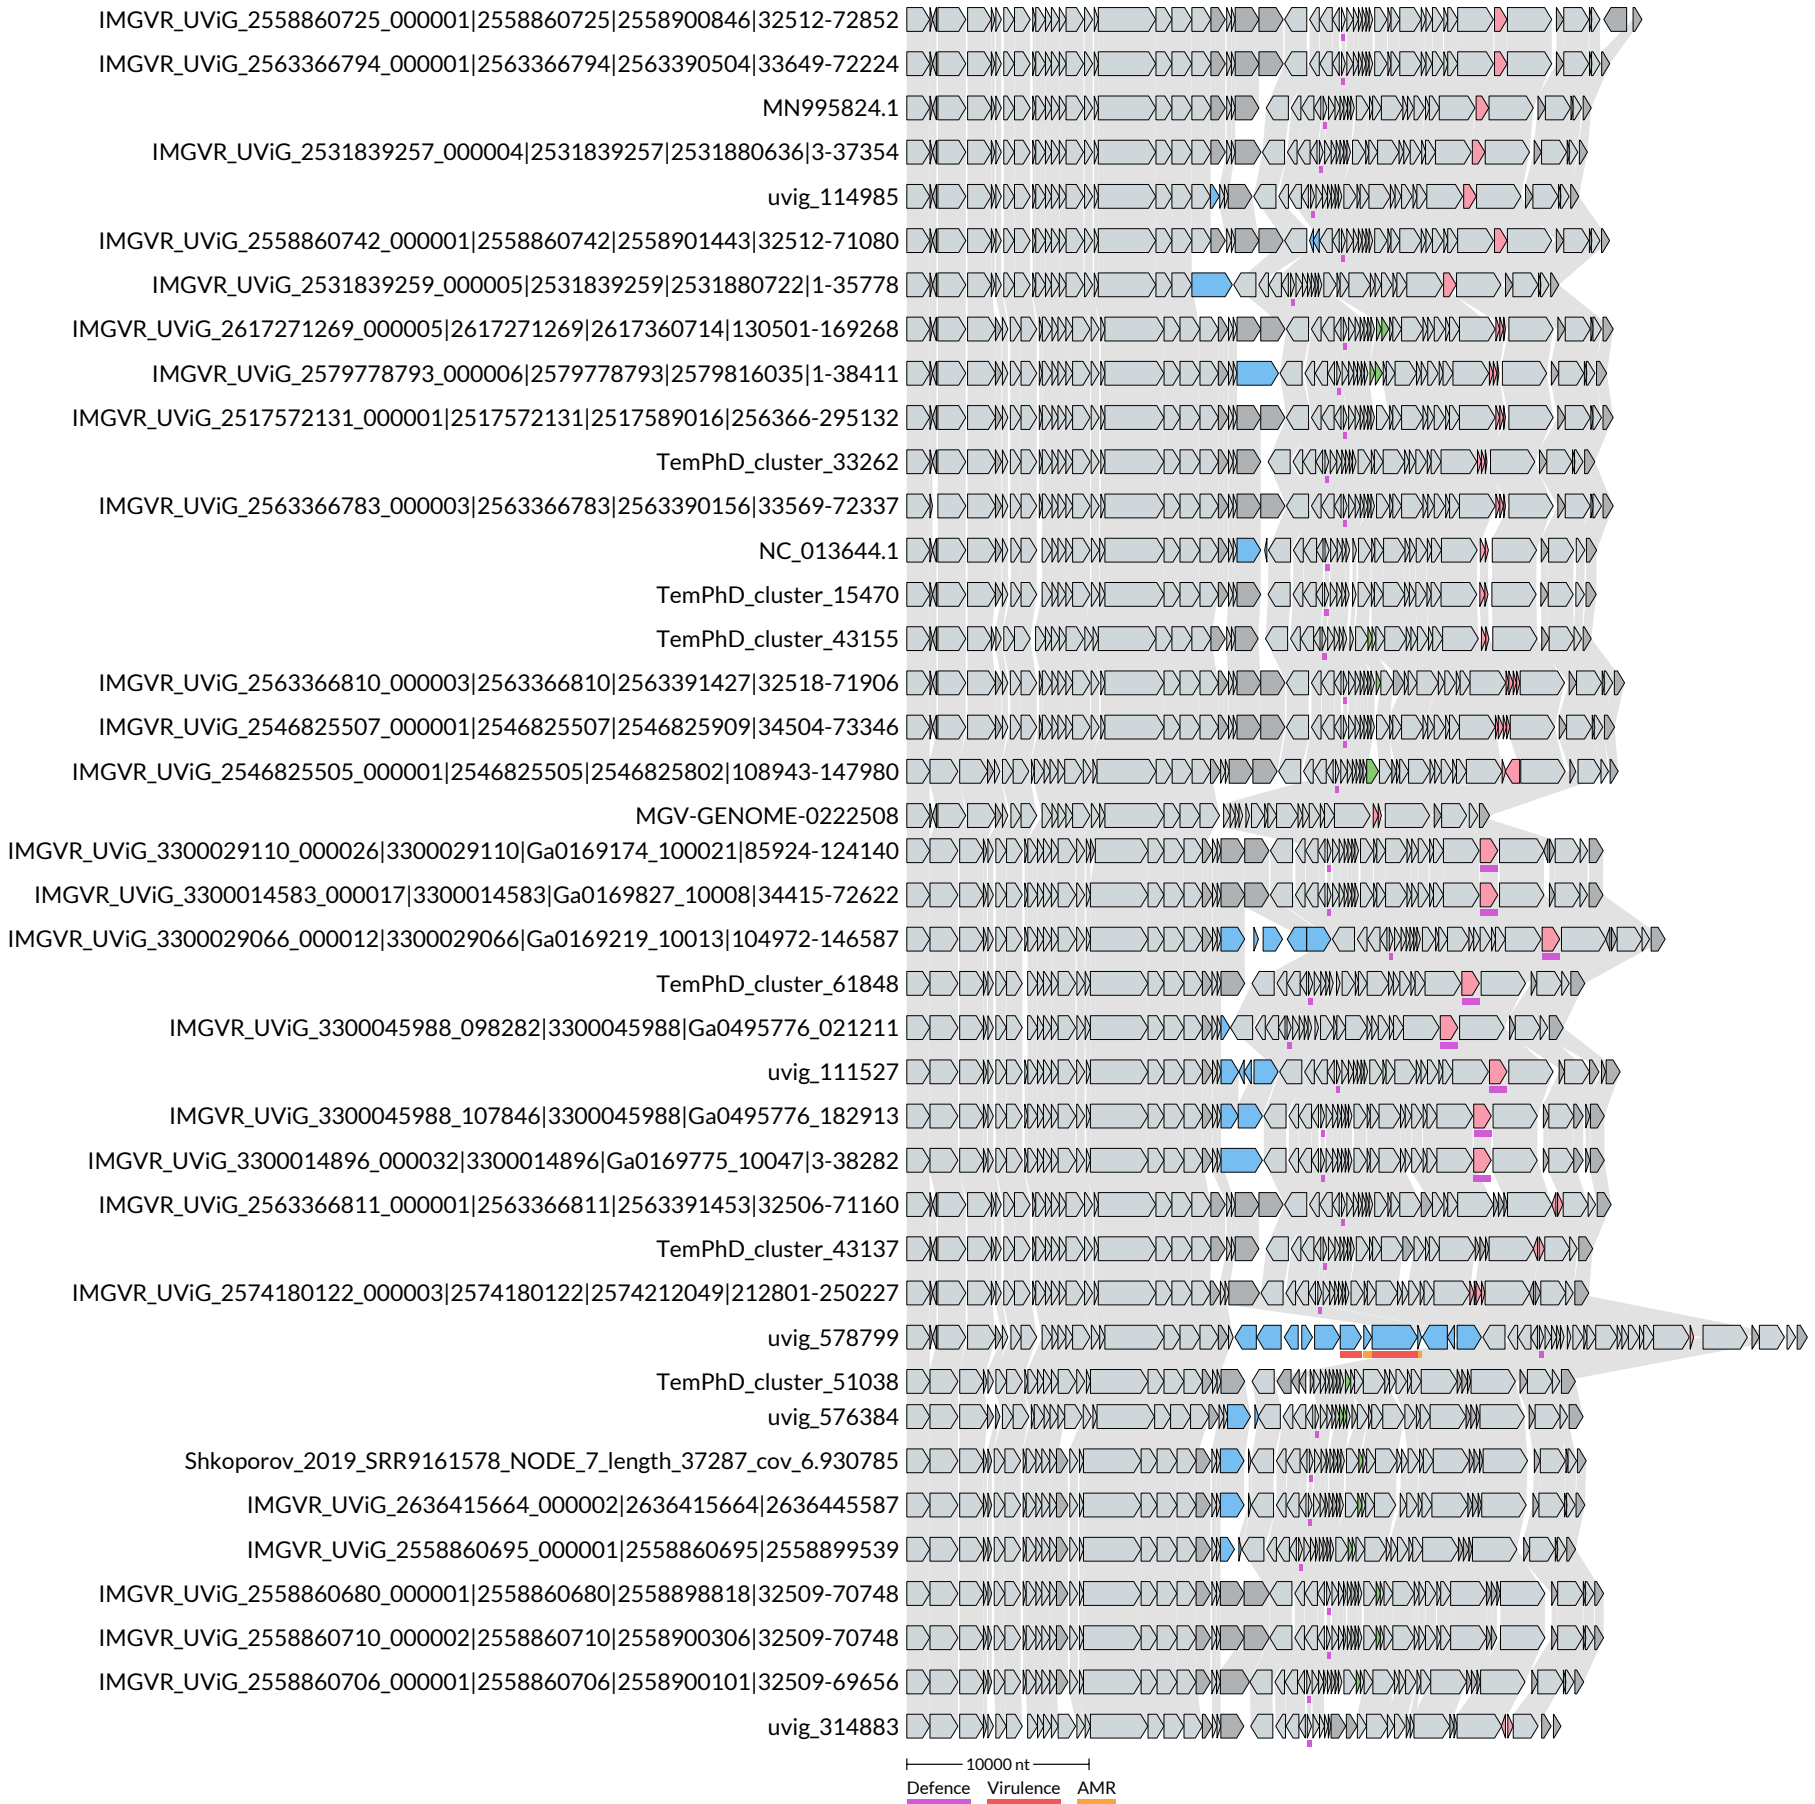 IMGVR_UViG_2558860725_000001|2558860725|2558900846|32512-72852
IMGVR_UViG_2563366794_000001|2563366794|2563390504|33649-72224
MN995824.1
IMGVR_UViG_2531839257_000004|2531839257|2531880636|3-37354
uvig_114985
IMGVR_UViG_2558860742_000001|2558860742|2558901443|32512-71080
IMGVR_UViG_2531839259_000005|2531839259|2531880722|1-35778
IMGVR_UViG_2617271269_000005|2617271269|2617360714|130501-169268
IMGVR_UViG_2579778793_000006|2579778793|2579816035|1-38411
IMGVR_UViG_2517572131_000001|2517572131|2517589016|256366-295132
TemPhD_cluster_33262
IMGVR_UViG_2563366783_000003|2563366783|2563390156|33569-72337
NC_013644.1
TemPhD_cluster_15470
TemPhD_cluster_43155
IMGVR_UViG_2563366810_000003|2563366810|2563391427|32518-71906
IMGVR_UViG_2546825507_000001|2546825507|2546825909|34504-73346
IMGVR_UViG_2546825505_000001|2546825505|2546825802|108943-147980
MGV-GENOME-0222508
IMGVR_UViG_3300029110_000026|3300029110|Ga0169174_100021|85924-124140
IMGVR_UViG_3300014583_000017|3300014583|Ga0169827_10008|34415-72622
IMGVR_UViG_3300029066_000012|3300029066|Ga0169219_10013|104972-146587
TemPhD_cluster_61848
IMGVR_UViG_3300045988_098282|3300045988|Ga0495776_021211
uvig_111527
IMGVR_UViG_3300045988_107846|3300045988|Ga0495776_182913
IMGVR_UViG_3300014896_000032|3300014896|Ga0169775_10047|3-38282
IMGVR_UViG_2563366811_000001|2563366811|2563391453|32506-71160
TemPhD_cluster_43137
IMGVR_UViG_2574180122_000003|2574180122|2574212049|212801-250227
uvig_578799
TemPhD_cluster_51038
uvig_576384
Shkoporov_2019_SRR9161578_NODE_7_length_37287_cov_6.930785
IMGVR_UViG_2636415664_000002|2636415664|2636445587
IMGVR_UViG_2558860695_000001|2558860695|2558899539
IMGVR_UViG_2558860680_000001|2558860680|2558898818|32509-70748
IMGVR_UViG_2558860710_000002|2558860710|2558900306|32509-70748
IMGVR_UViG_2558860706_000001|2558860706|2558900101|32509-69656
uvig_314883
10000 nt
Defence Virulence AMR